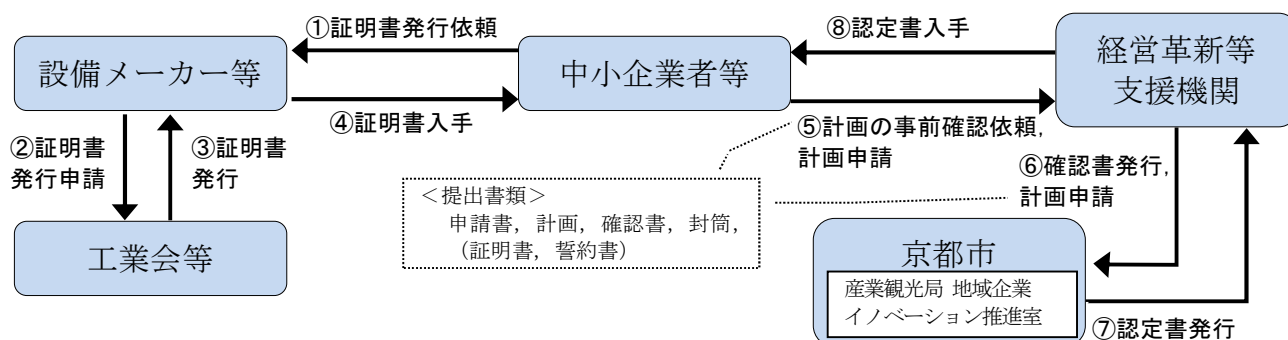 ①証明書発行依頼
⑧認定書入手
設備メーカー等
中小企業者等
経営革新等
支援機関
④証明書入手
⑤計画の事前確認依頼,
計画申請
②証明書
発行申請
③証明書
発行
⑥確認書発行,
計画申請
＜提出書類＞
申請書, 計画, 確認書, 封筒,
（証明書, 誓約書）
工業会等
京都市
産業観光局 地域企業
イノベーション推進室
⑦認定書発行